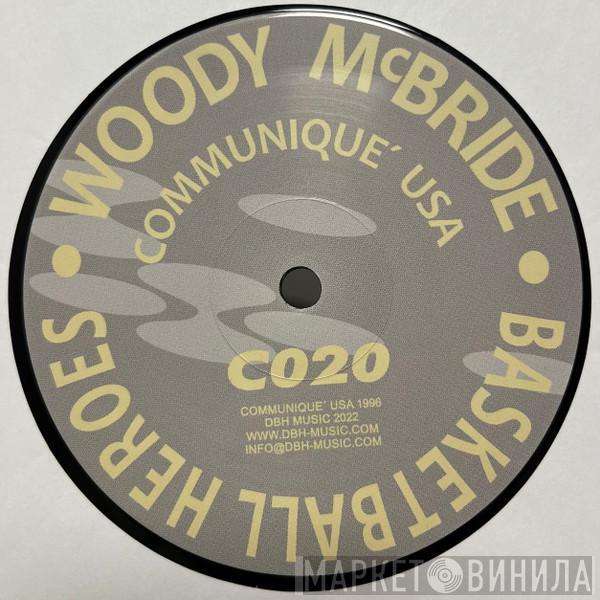 WOODY McBRIDE • BASKETBALL HEROES •
COMMUNIQUE´ USA
C020
COMMUNIQUE´ USA 1996
DBH MUSIC 2022
WWW.DBH-MUSIC.COM
INFO@DBH-MUSIC.COM
МАРКЕТ ВИНИЛА